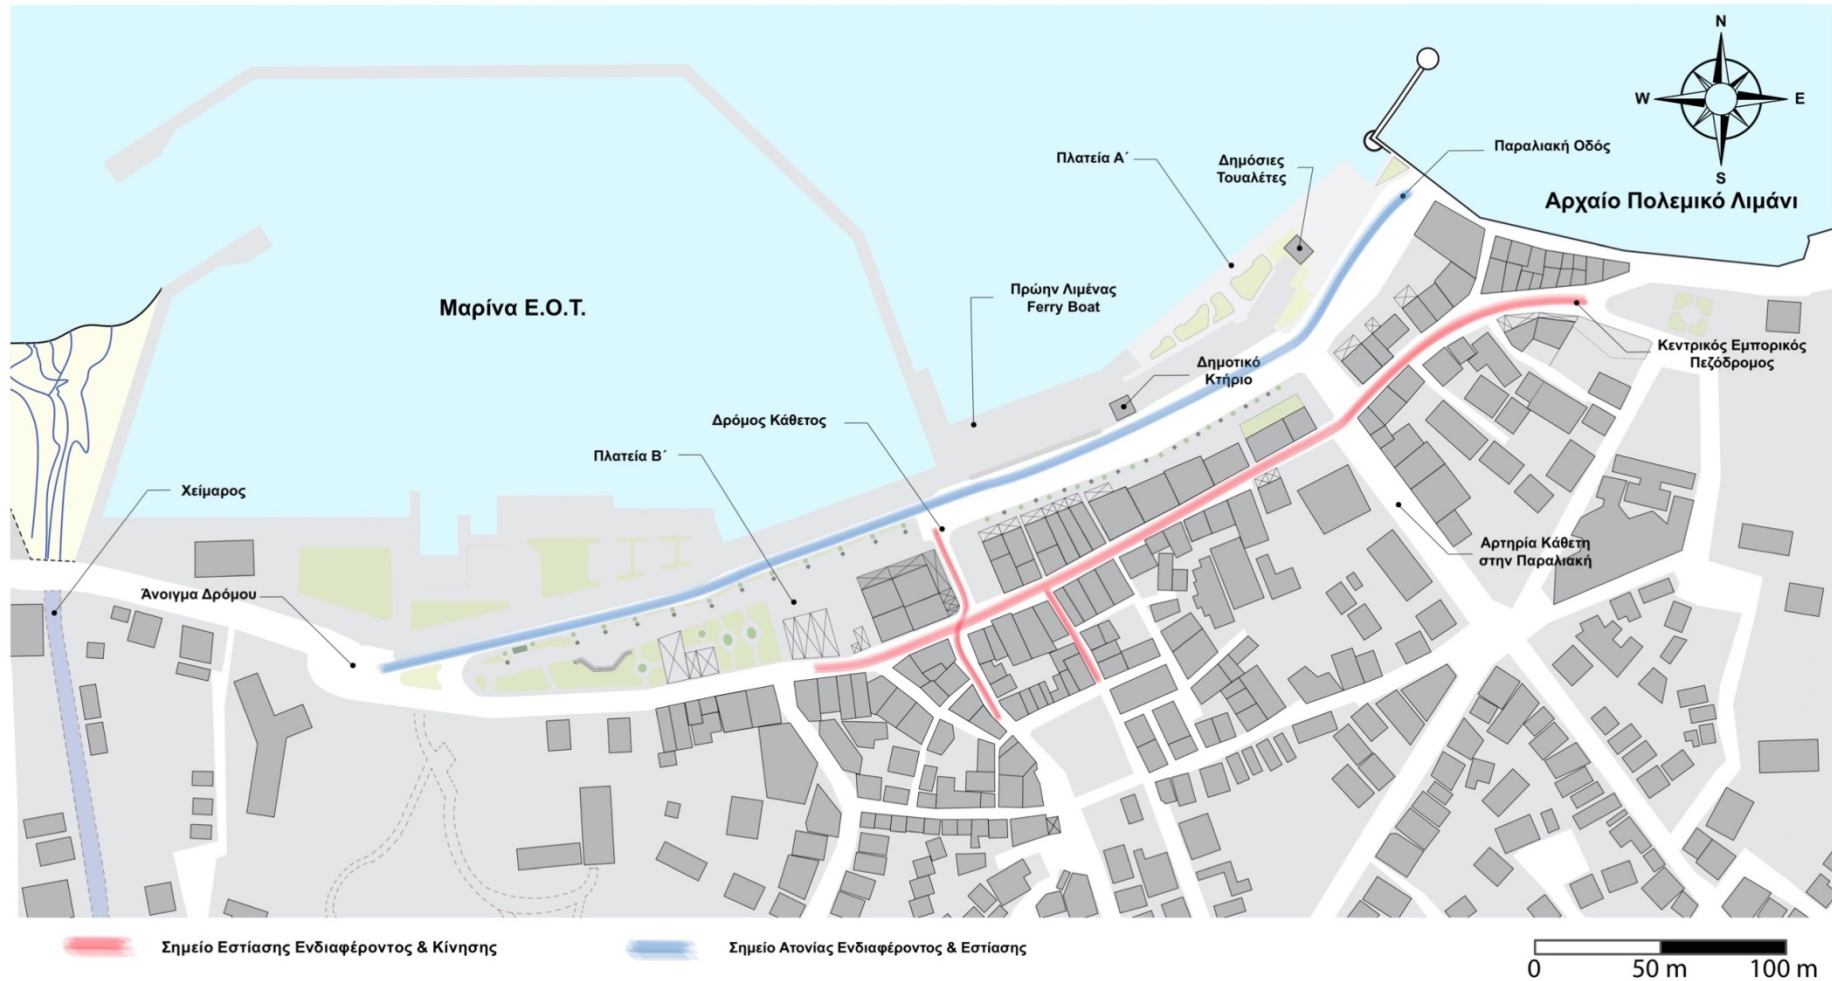 N
W
E
S
Παραλιακή Οδός
Πλατεία Α΄
Δημόσιες
Τουαλέτες
Αρχαίο Πολεμικό Λιμάνι
Μαρίνα Ε.Ο.Τ.
Πρώην Λιμένας
Ferry Boat
Κεντρικός Εμπορικός
Πεζόδρομος
Δημοτικό
Κτήριο
Δρόμος Κάθετος
Πλατεία Β΄
Χείμαρος
Αρτηρία Κάθετη
στην Παραλιακή
Άνοιγμα Δρόμου
Σημείο Εστίασης Ενδιαφέροντος & Κίνησης
Σημείο Ατονίας Ενδιαφέροντος & Εστίασης
0
50 m
100 m